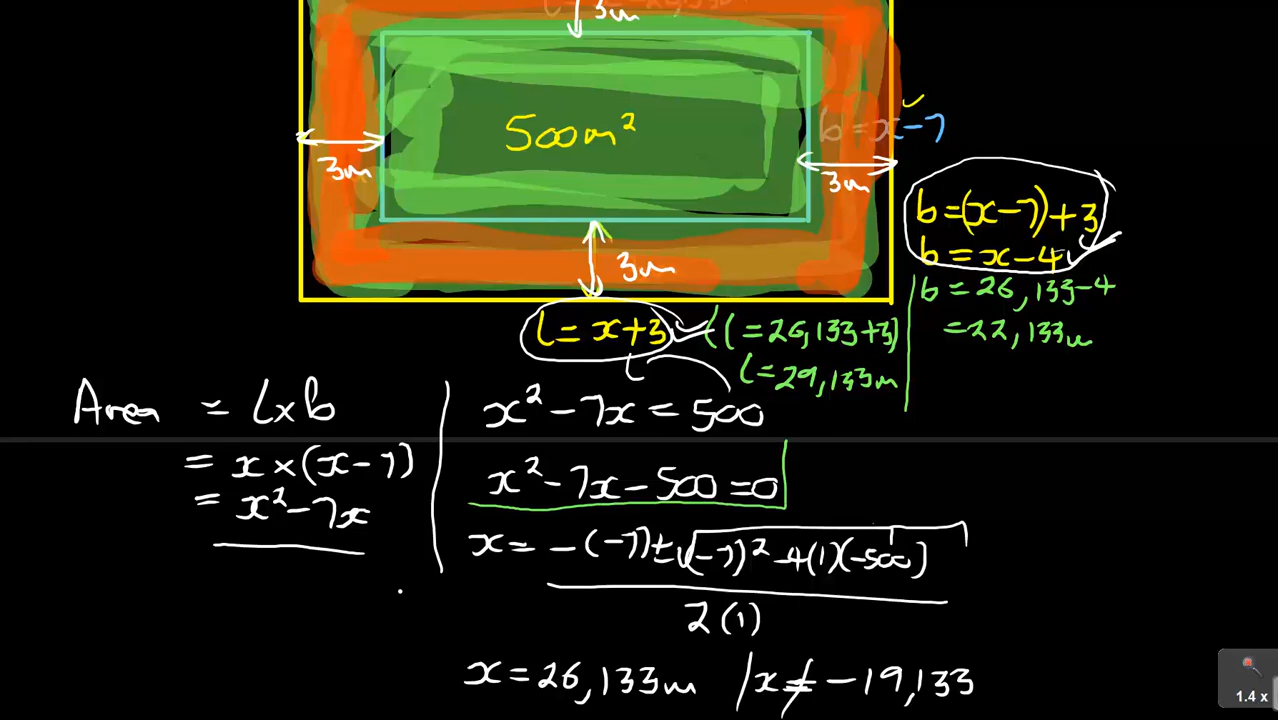 3m
500m²
b = x-7
3m
3m
b=(x-7)+3
b = x-4
3m
b = 26,133-4
= 22,133m
l = x+3
(l = 26,133+3)
l = 29,133m
Area = l x b
= x x (x-7)
= x²-7x
x²-7x = 500
x²-7x-500=0
x = -(-7)±√(-7)²-4(1)(-500)
2(1)
x = 26,133m / x ≠ -19,133
1.4 x